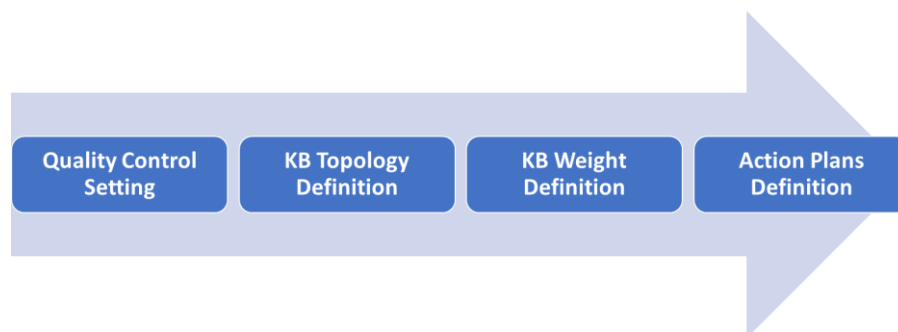 Quality Control
Setting
KB Topology
Definition
KB Weight
Definition
Action Plans
Definition